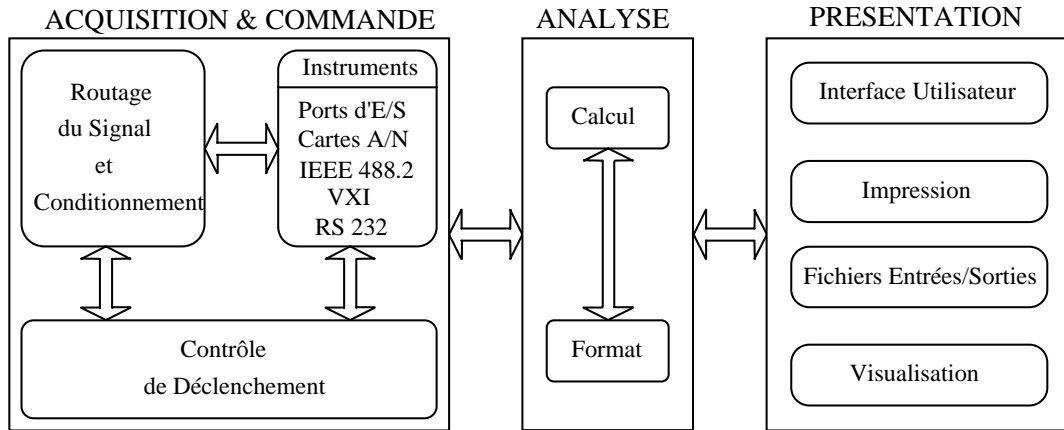 ACQUISITION & COMMANDE
Routage
du Signal
et
Conditionnement
Instruments
Ports d'E/S
Cartes A/N
IEEE 488.2
VXI
RS 232
Contrôle
de Déclenchement
ANALYSE
Calcul
Format
PRESENTATION
Interface Utilisateur
Impression
Fichiers Entrées/Sorties
Visualisation